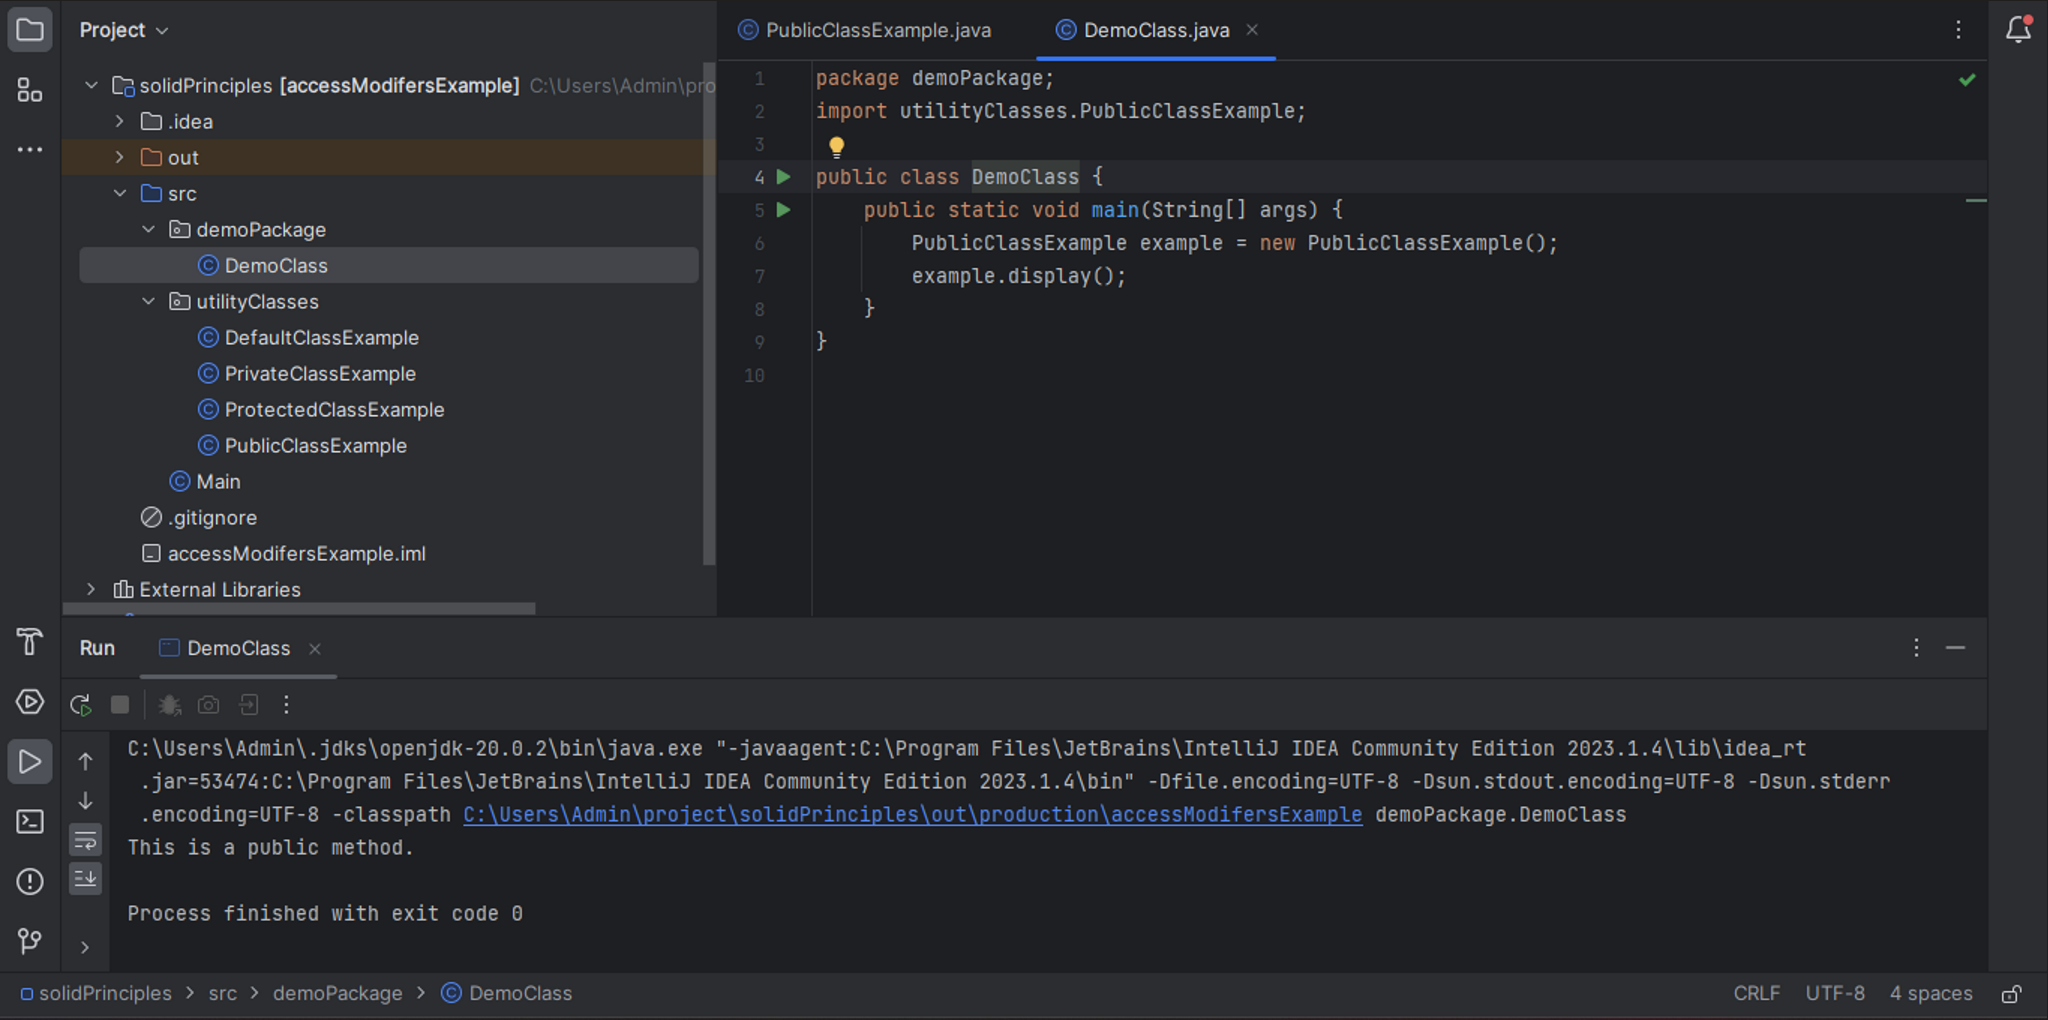 Project
solidPrinciples [accessModifersExample] C:\Users\Admin\pro
.idea
out
src
demoPackage
DemoClass
utilityClasses
DefaultClassExample
PrivateClassExample
ProtectedClassExample
PublicClassExample
Main
.gitignore
accessModifersExample.iml
External Libraries
PublicClassExample.java DemoClass.java
1 package demoPackage;
2 import utilityClasses.PublicClassExample;
3
4 public class DemoClass {
5 public static void main(String[] args) {
6 PublicClassExample example = new PublicClassExample();
7 example.display();
8 }
9 }
10
Run DemoClass
C:\Users\Admin\.jdks\openjdk-20.0.2\bin\java.exe "-javaagent:C:\Program Files\JetBrains\IntelliJ IDEA Community Edition 2023.1.4\lib\idea_rt
.jar=53474:C:\Program Files\JetBrains\IntelliJ IDEA Community Edition 2023.1.4\bin" -Dfile.encoding=UTF-8 -Dsun.stdout.encoding=UTF-8 -Dsun.stderr
.encoding=UTF-8 -classpath C:\Users\Admin\project\solidPrinciples\out\production\accessModifersExample demoPackage.DemoClass
This is a public method.
Process finished with exit code 0
solidPrinciples > src > demoPackage > DemoClass
CRLF UTF-8 4 spaces